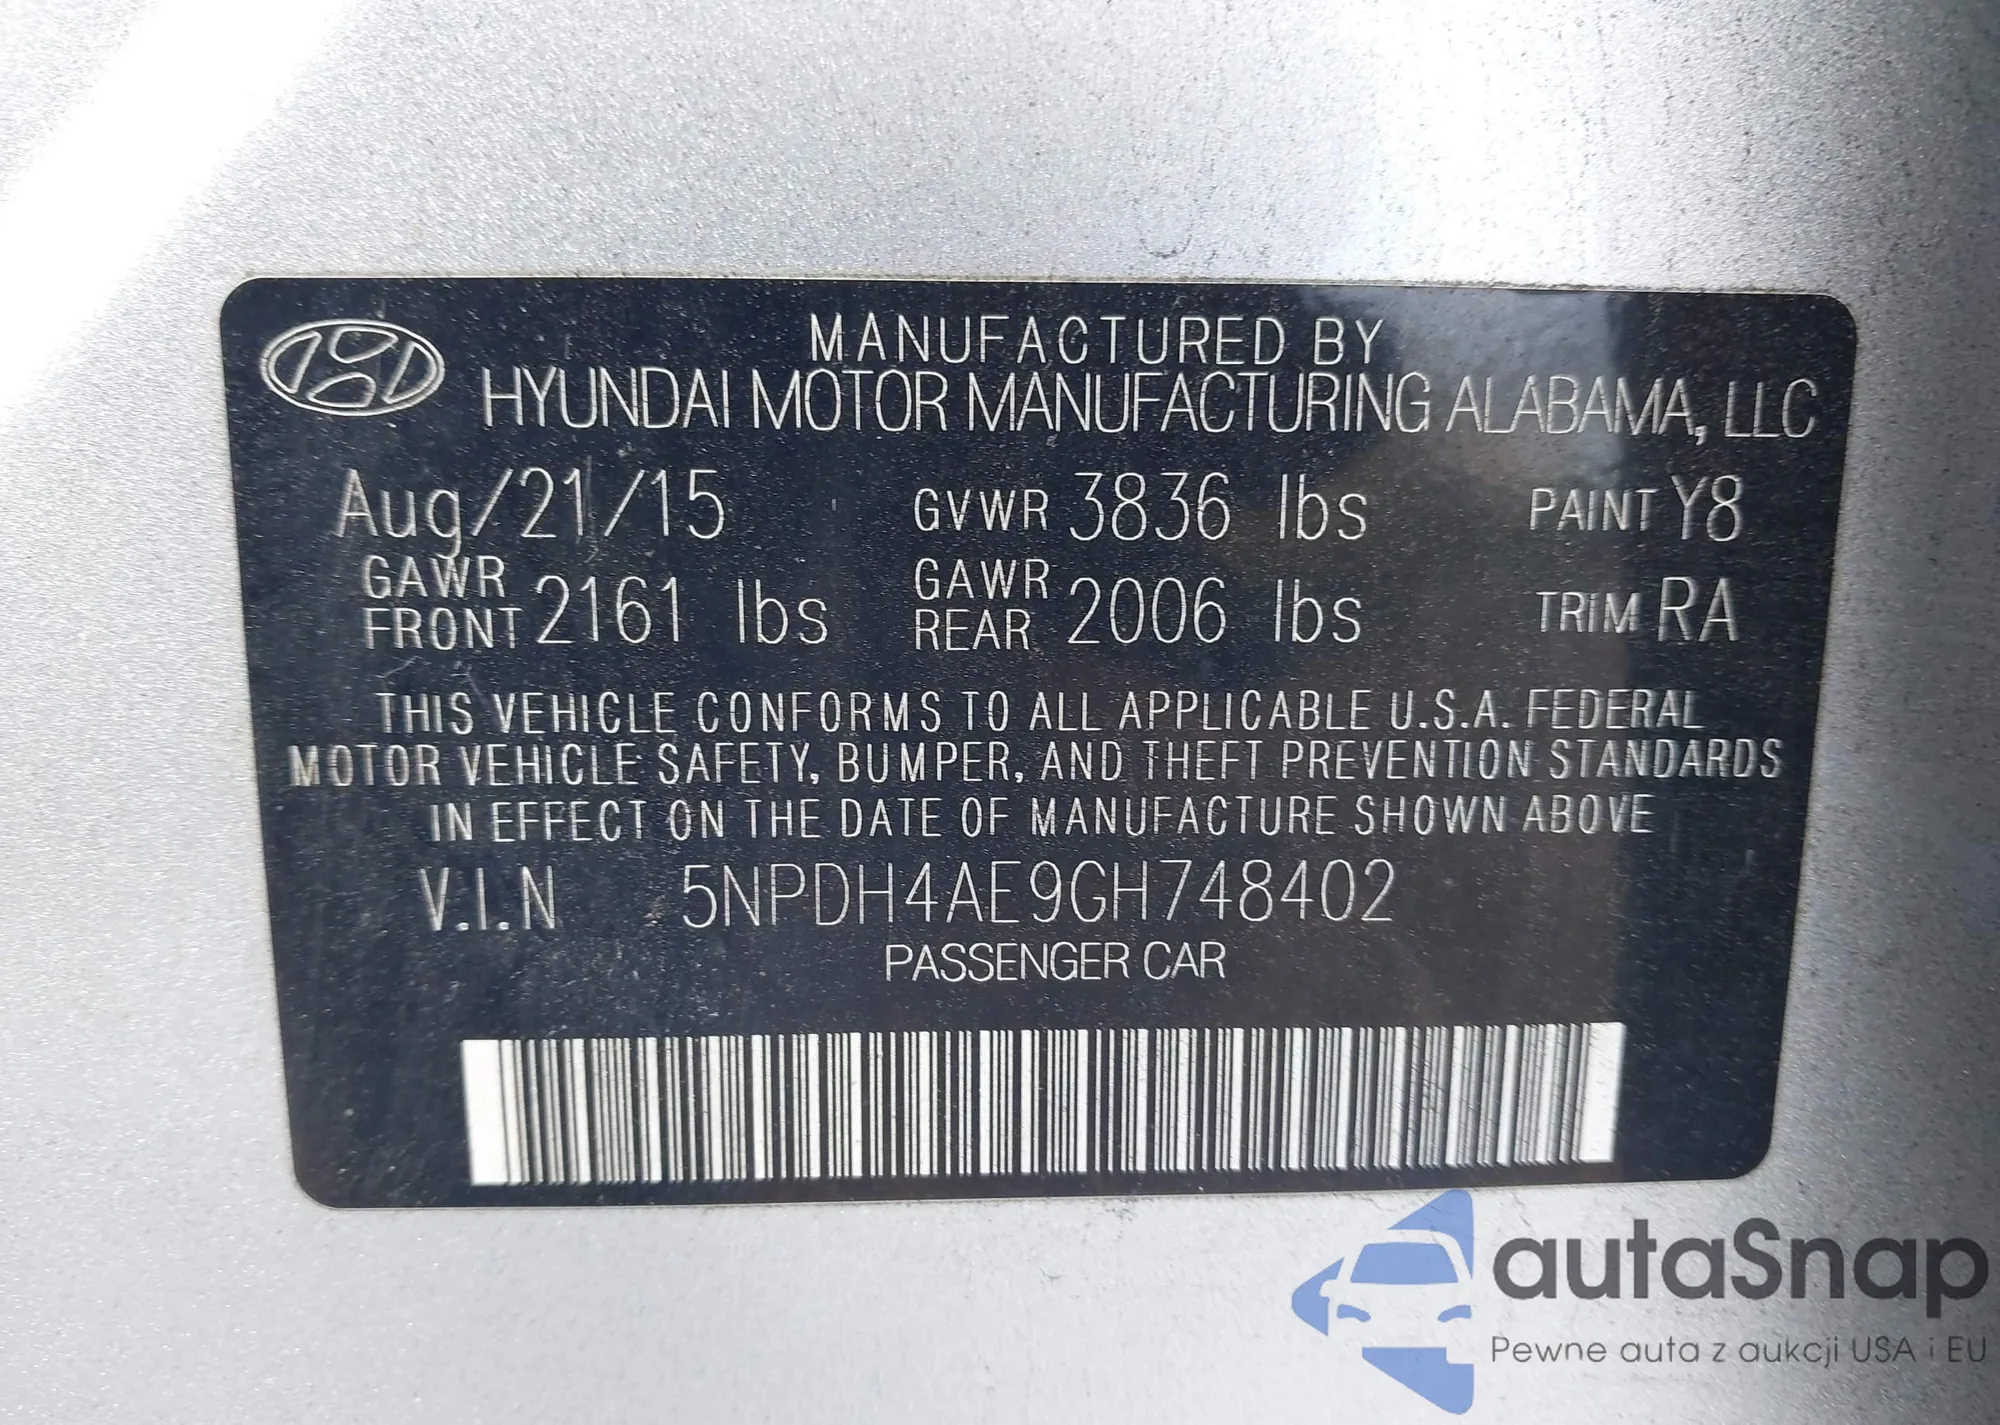 MANUFACTURED BY
HYUNDAI MOTOR MANUFACTURING ALABAMA, LLC
Aug/21/15 GVWR 3836 lbs PAINT Y8
GAWR FRONT 2161 lbs GAWR REAR 2006 lbs TRIM RA
THIS VEHICLE CONFORMS TO ALL APPLICABLE U.S.A. FEDERAL
MOTOR VEHICLE SAFETY, BUMPER, AND THEFT PREVENTION STANDARDS
IN EFFECT ON THE DATE OF MANUFACTURE SHOWN ABOVE
V.I.N 5NPDH4AE9GH748402
PASSENGER CAR
autaSnap
Pewne auta z aukcji USA i EU